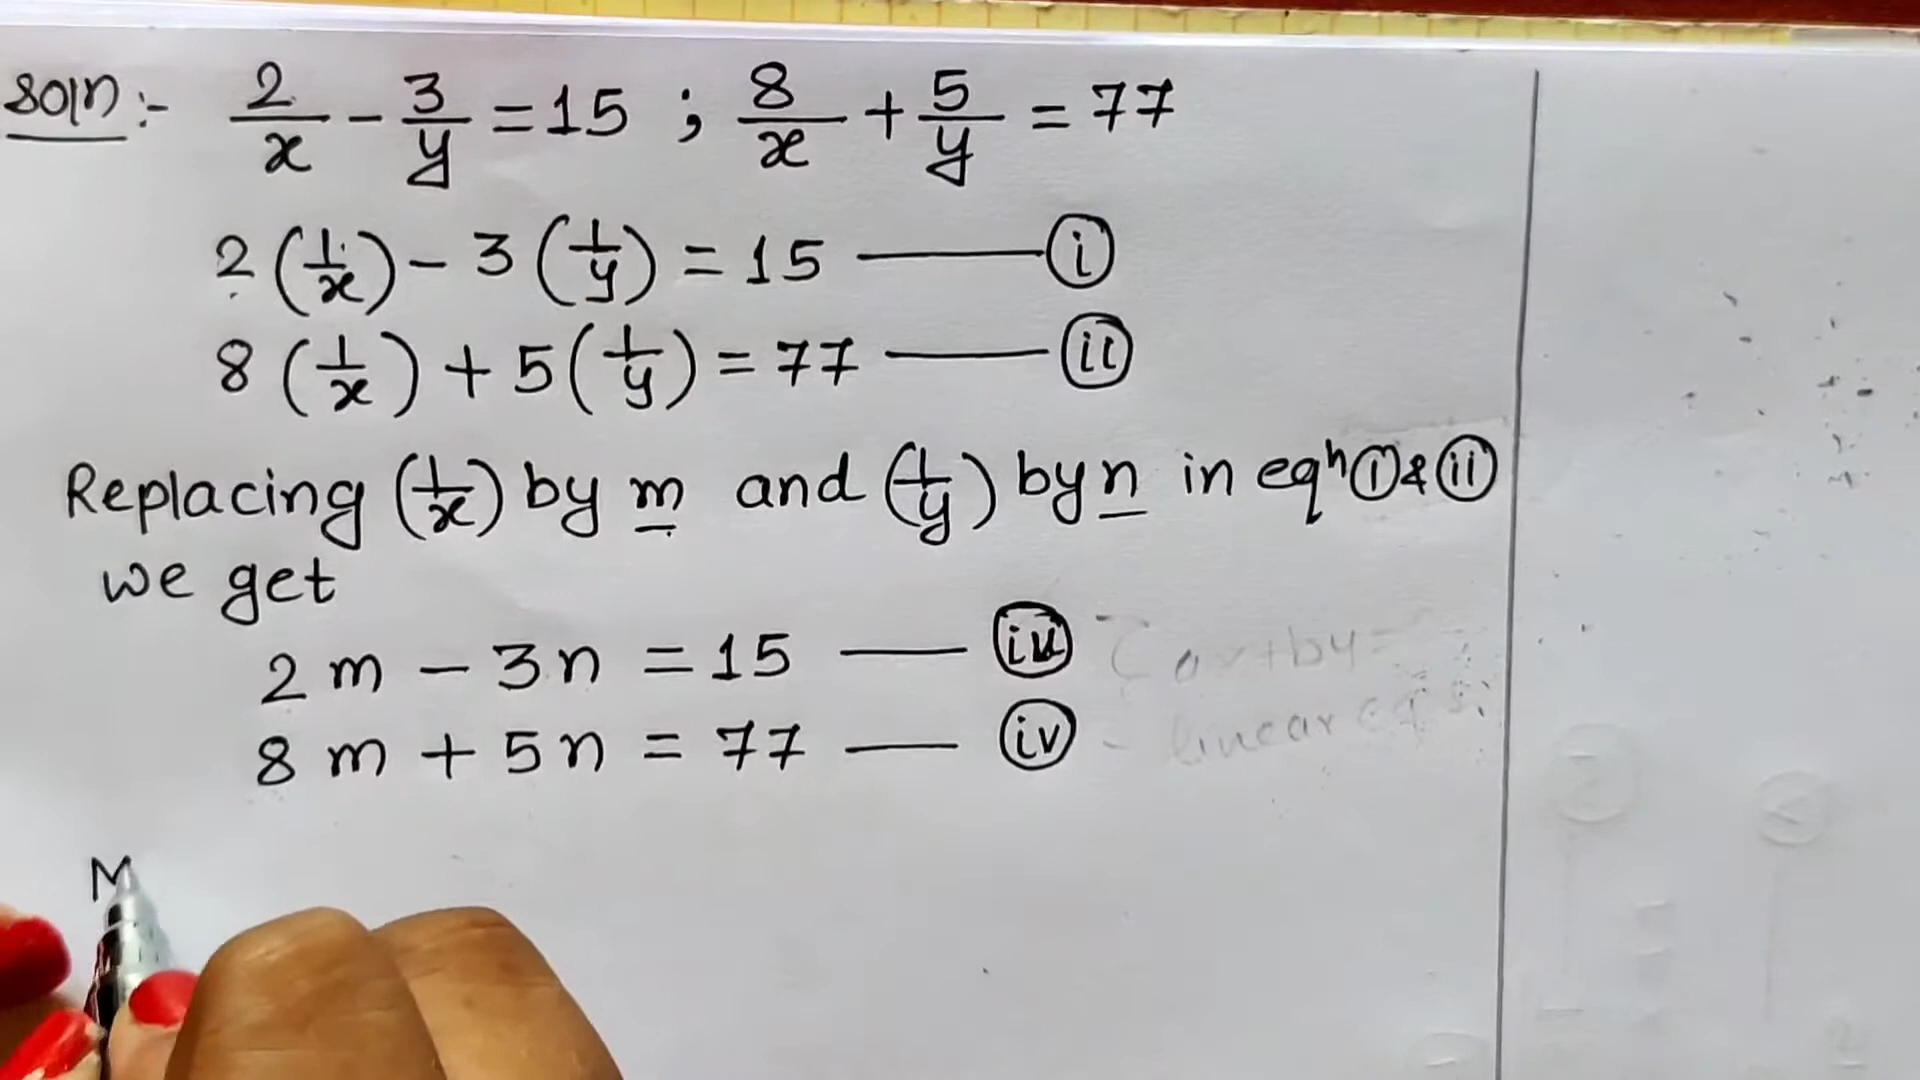 soln :- 2/x - 3/y = 15 ; 8/x + 5/y = 77
2 (1/x) - 3 (1/y) = 15 —— (i)
8 (1/x) + 5 (1/y) = 77 —— (ii)
Replacing (1/x) by m and (1/y) by n in eqn (i) & (ii)
we get
2m - 3n = 15 —— (iii)
8m + 5n = 77 —— (iv)
linear
M